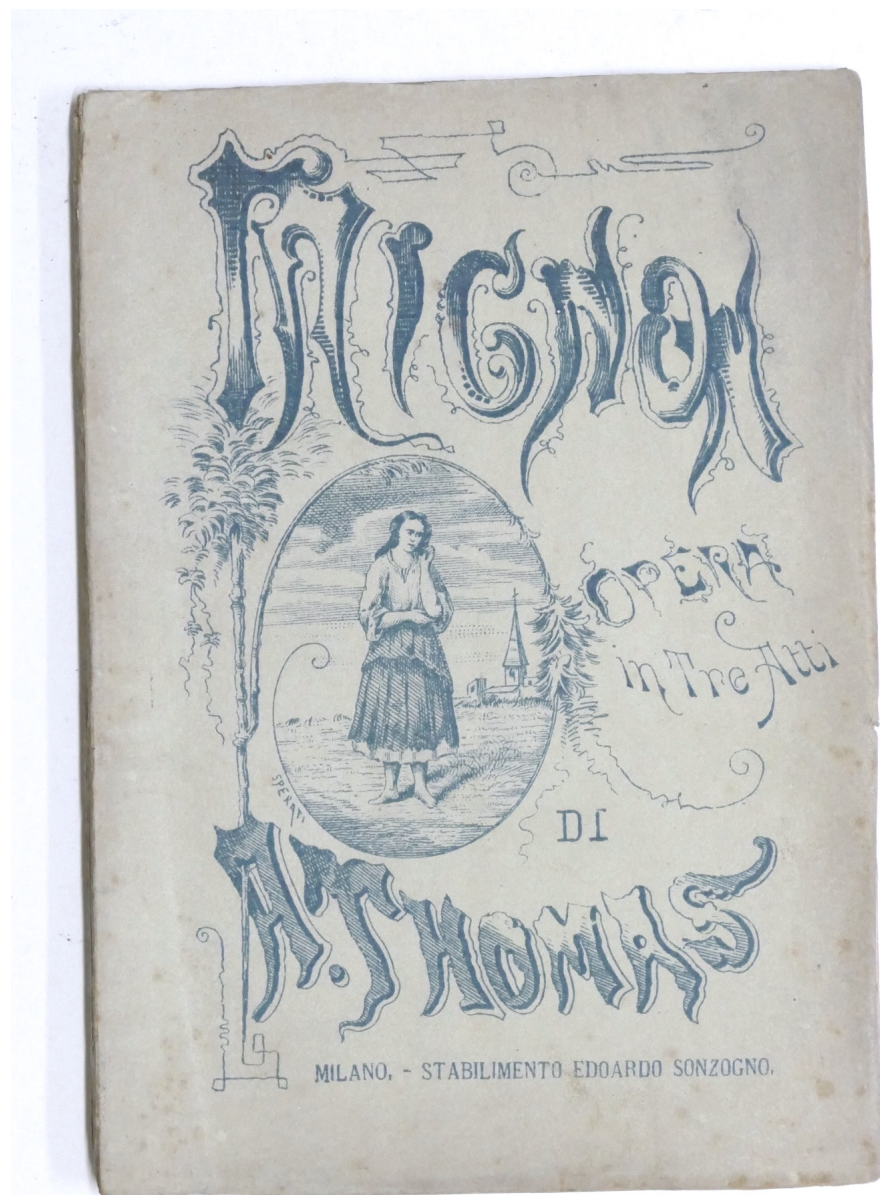 MIGNON
OPERA
in Tre Atti
DI
A. THOMAS
MILANO. - STABILIMENTO EDOARDO SONZOGNO.